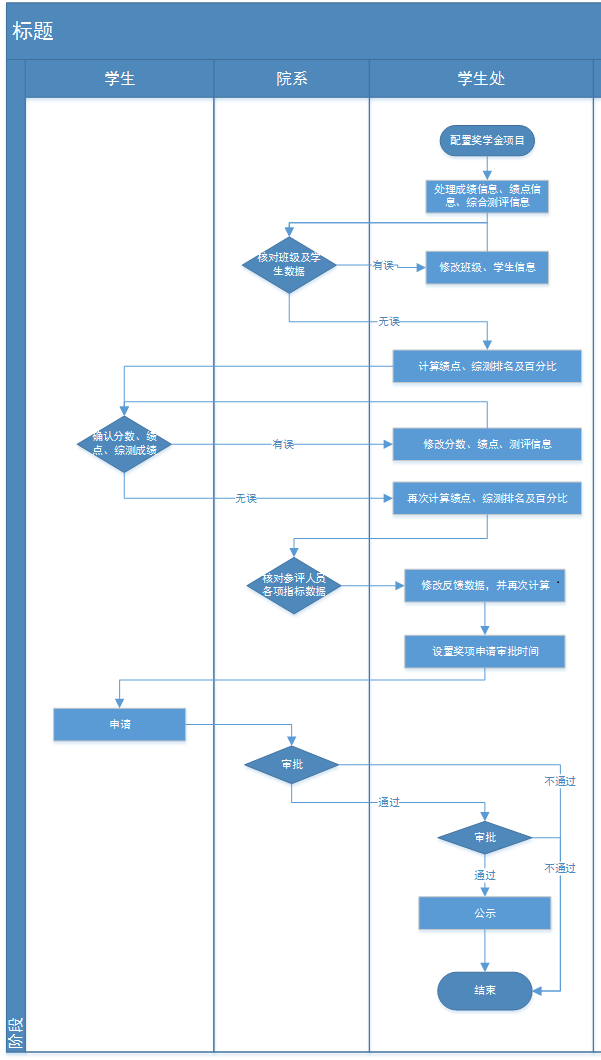 标题
学生
院系
学生处
配置奖学金项目
处理成绩信息、绩点信
息、综合测评信息
核对班级及学
生数据
有误
修改班级、学生信息
无误
计算绩点、综测排名及百分比
确认分数、绩
点、综测成绩
有误
修改分数、绩点、测评信息
无误
再次计算绩点、综测排名及百分比
核对参评人员
各项指标数据
修改反馈数据，并再次计算
设置奖项申请审批时间
申请
审批
不通过
通过
审批
不通过
通过
公示
结束
阶段